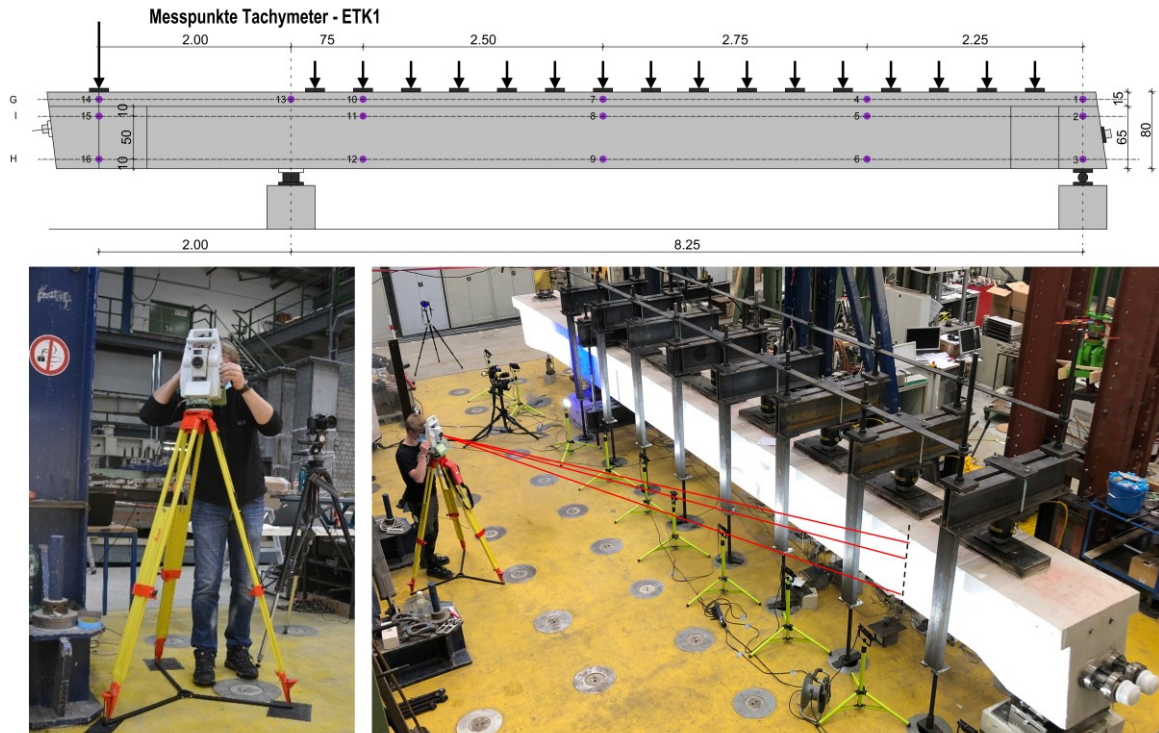 Messpunkte Tachymeter - ETK1
2.00 75 2.50 2.75 2.25
G 14 13 10 7 4 1 15
I 15 10 11 8 5 2
50 65 80
H 16 10 12 9 6 3
2.00 8.25